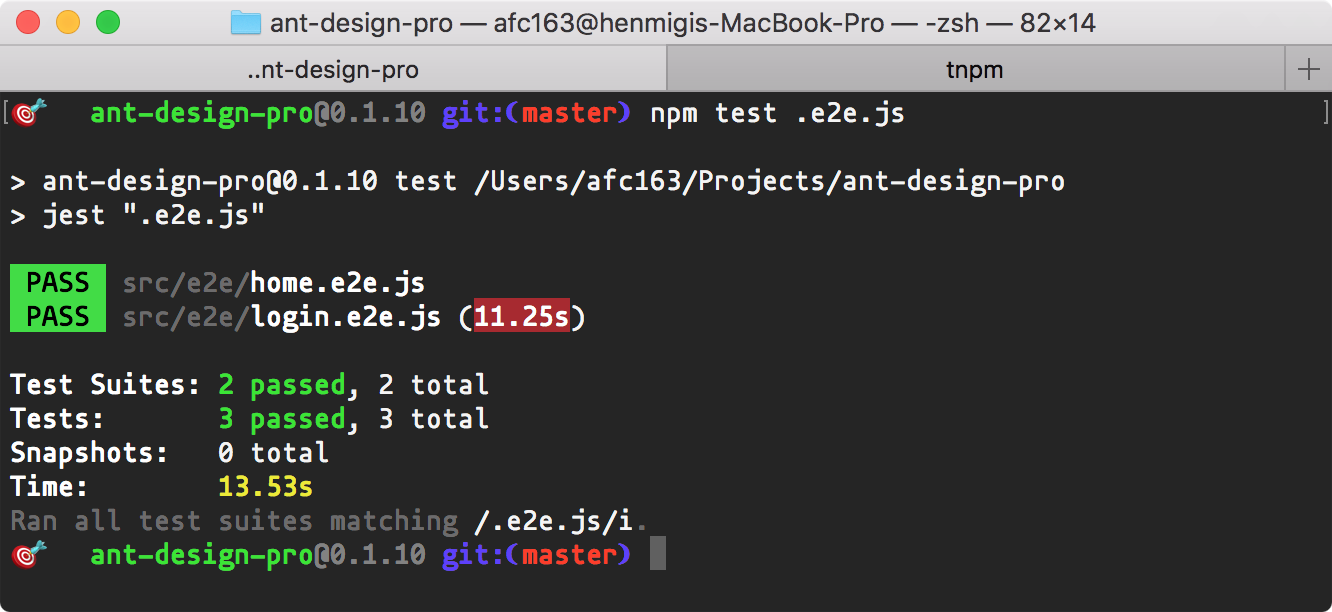 ant-design-pro — afc163@henmigis-MacBook-Pro — -zsh — 82×14
..nt-design-pro tnpm +
[ ant-design-pro@0.1.10 git:(master) npm test .e2e.js ]
> ant-design-pro@0.1.10 test /Users/afc163/Projects/ant-design-pro
> jest ".e2e.js"
PASS src/e2e/home.e2e.js
PASS src/e2e/login.e2e.js (11.25s)
Test Suites: 2 passed, 2 total
Tests: 3 passed, 3 total
Snapshots: 0 total
Time: 13.53s
Ran all test suites matching /.e2e.js/i.
ant-design-pro@0.1.10 git:(master)